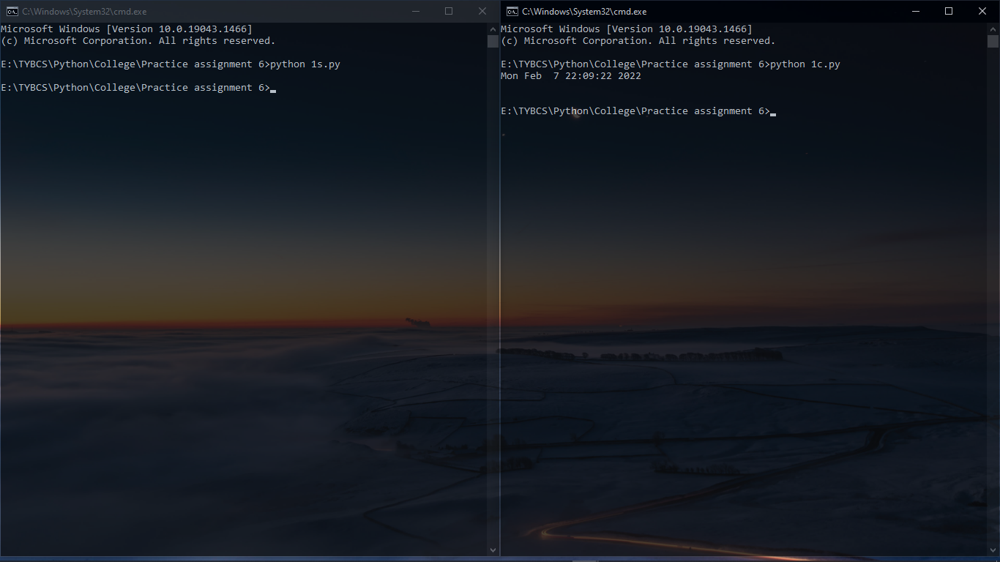 C:\Windows\System32\cmd.exe
Microsoft Windows [Version 10.0.19043.1466]
(c) Microsoft Corporation. All rights reserved.
E:\TYBCS\Python\College\Practice assignment 6>python 1s.py
E:\TYBCS\Python\College\Practice assignment 6>
C:\Windows\System32\cmd.exe
Microsoft Windows [Version 10.0.19043.1466]
(c) Microsoft Corporation. All rights reserved.
E:\TYBCS\Python\College\Practice assignment 6>python 1c.py
Mon Feb  7 22:09:22 2022
E:\TYBCS\Python\College\Practice assignment 6>